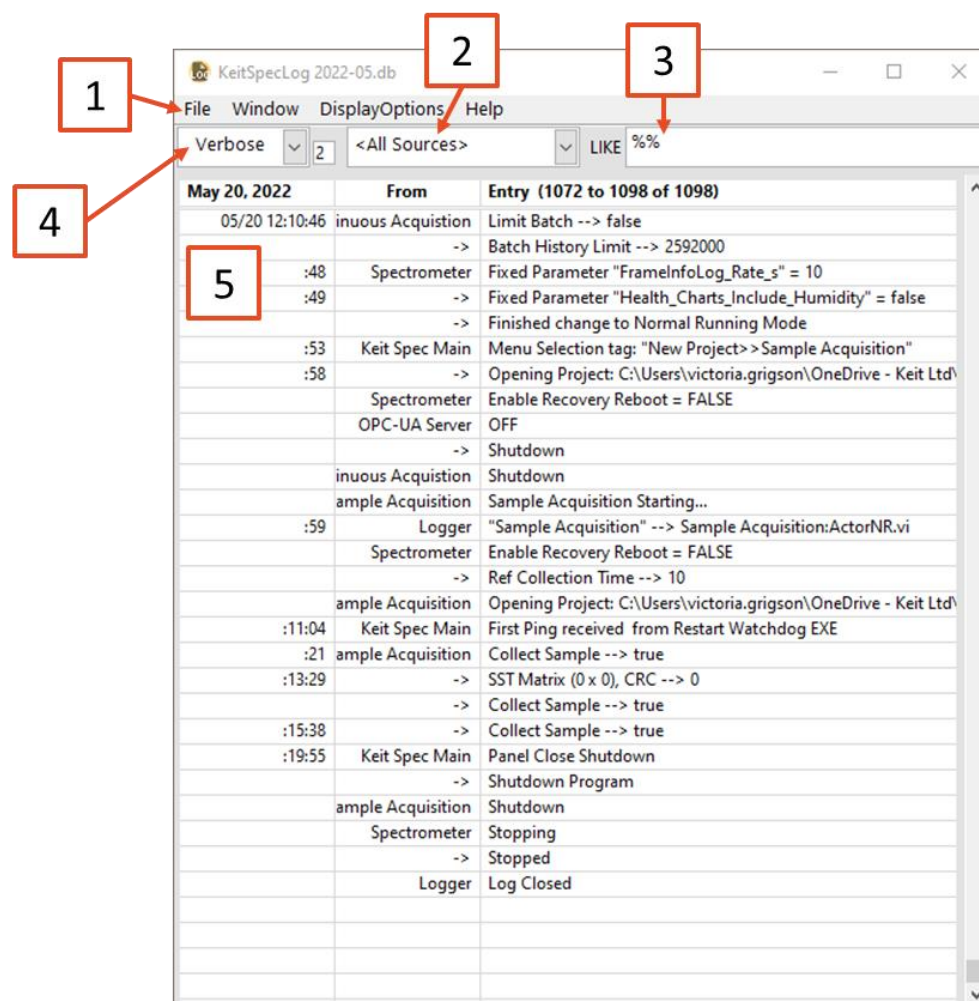 2
3
1
4
5
KeitSpecLog 2022-05.db
File Window DisplayOptions Help
Verbose 2 <All Sources> LIKE %%
May 20, 2022 From Entry (1072 to 1098 of 1098)
05/20 12:10:46 inuous Acquistion Limit Batch --> false
-> Batch History Limit --> 2592000
:48 Spectrometer Fixed Parameter "FrameInfoLog_Rate_s" = 10
:49 -> Fixed Parameter "Health_Charts_Include_Humidity" = false
-> Finished change to Normal Running Mode
:53 Keit Spec Main Menu Selection tag: "New Project>>Sample Acquisition"
:58 -> Opening Project: C:\Users\victoria.grigson\OneDrive - Keit Ltd\
Spectrometer Enable Recovery Reboot = FALSE
OPC-UA Server OFF
-> Shutdown
inuous Acquistion Shutdown
ample Acquisition Sample Acquisition Starting...
:59 Logger "Sample Acquisition" --> Sample Acquisition:ActorNR.vi
Spectrometer Enable Recovery Reboot = FALSE
-> Ref Collection Time --> 10
ample Acquisition Opening Project: C:\Users\victoria.grigson\OneDrive - Keit Ltd\
:11:04 Keit Spec Main First Ping received from Restart Watchdog EXE
:21 ample Acquisition Collect Sample --> true
:13:29 -> SST Matrix (0 x 0), CRC --> 0
-> Collect Sample --> true
:15:38 -> Collect Sample --> true
:19:55 Keit Spec Main Panel Close Shutdown
-> Shutdown Program
ample Acquisition Shutdown
Spectrometer Stopping
-> Stopped
Logger Log Closed